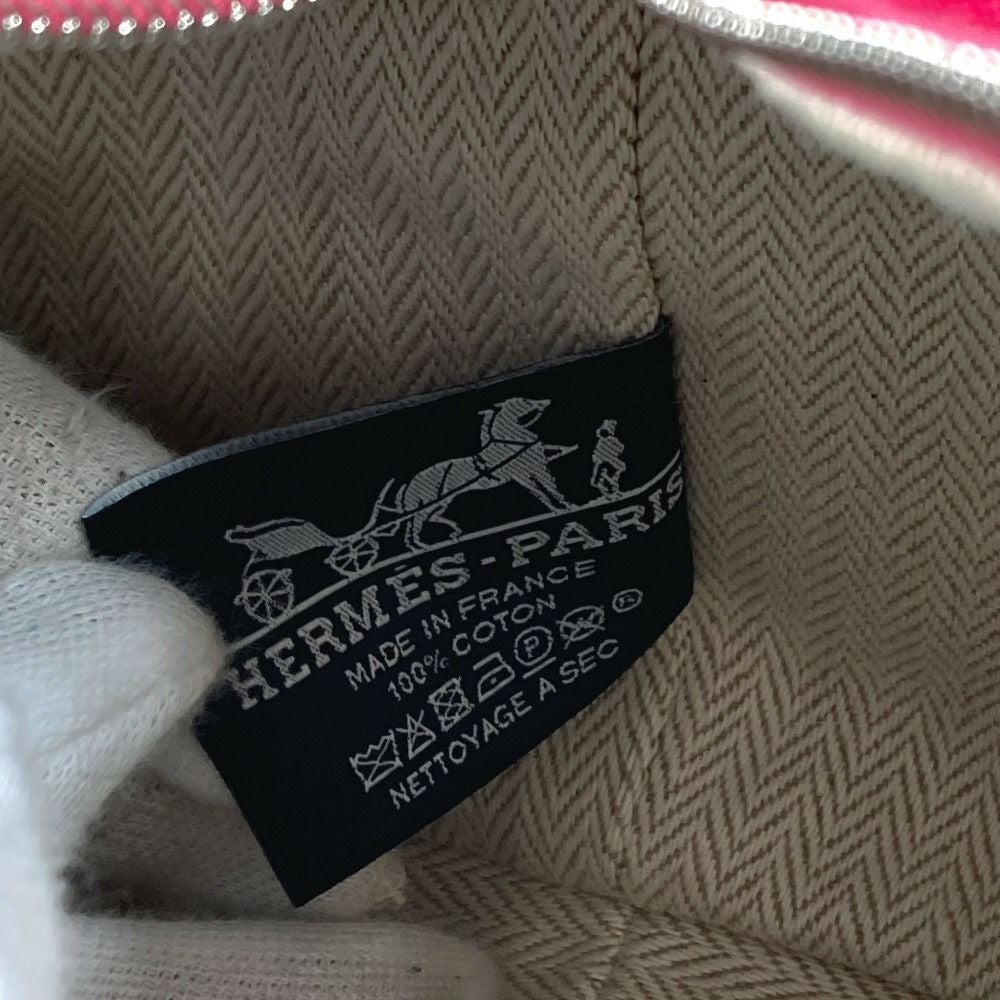 HERMÈS-PARIS
MADE IN FRANCE
100% COTON
P
NETTOYAGE A SEC